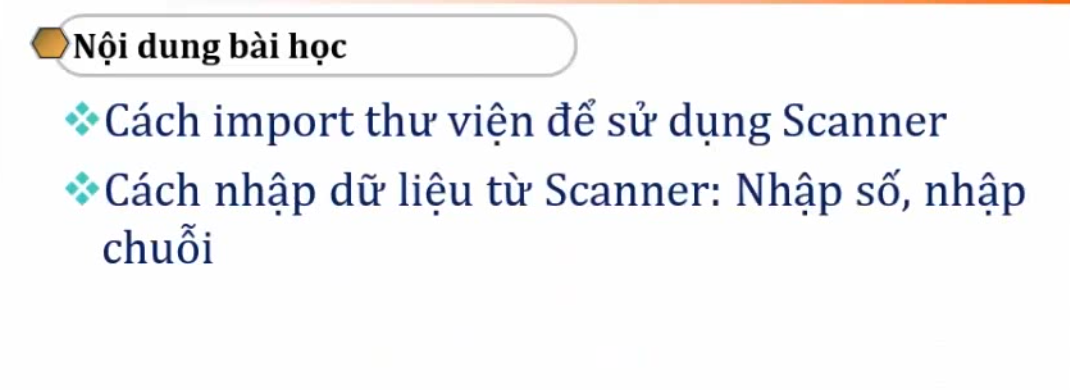 Nội dung bài học
Cách import thư viện để sử dụng Scanner
Cách nhập dữ liệu từ Scanner: Nhập số, nhập
chuỗi